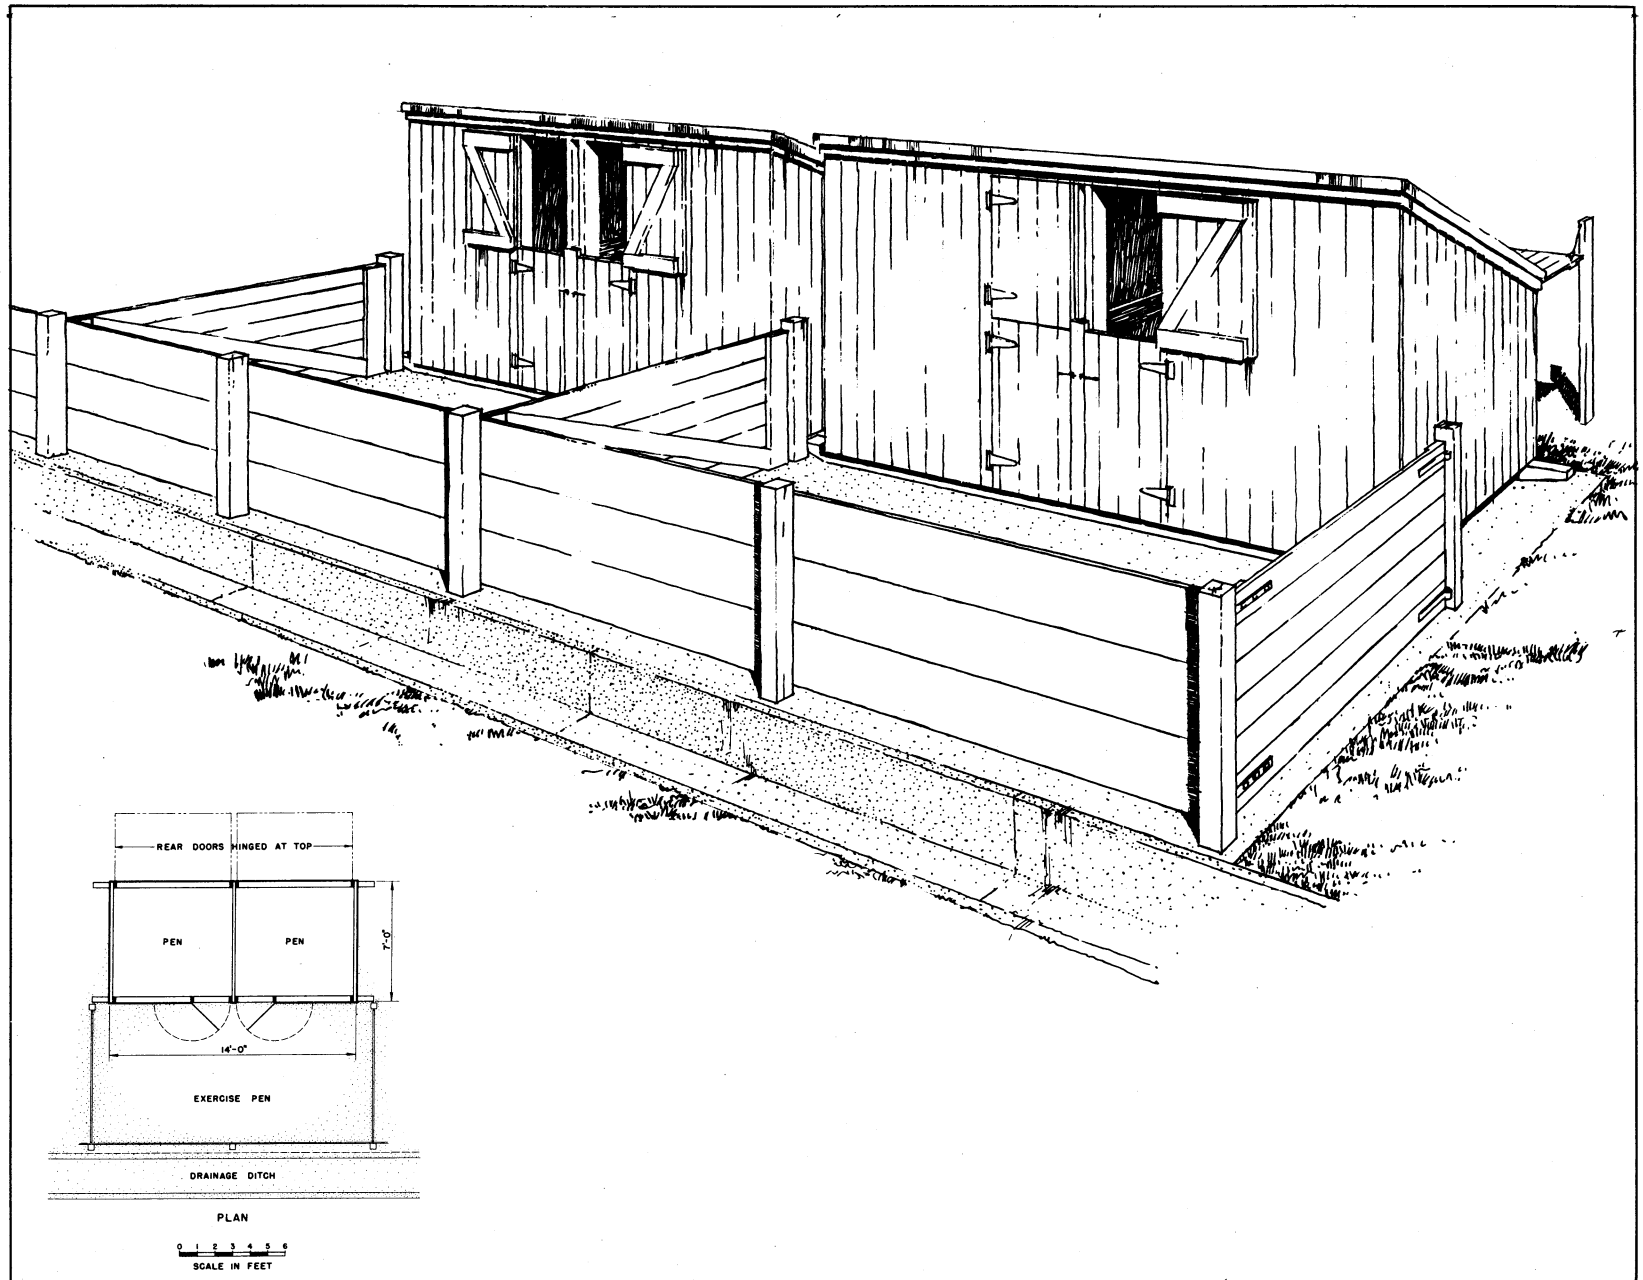 REAR DOORS HINGED AT TOP
PEN PEN
7'-0"
14'-0"
EXERCISE PEN
DRAINAGE DITCH
PLAN
0 1 2 3 4 5 6
SCALE IN FEET